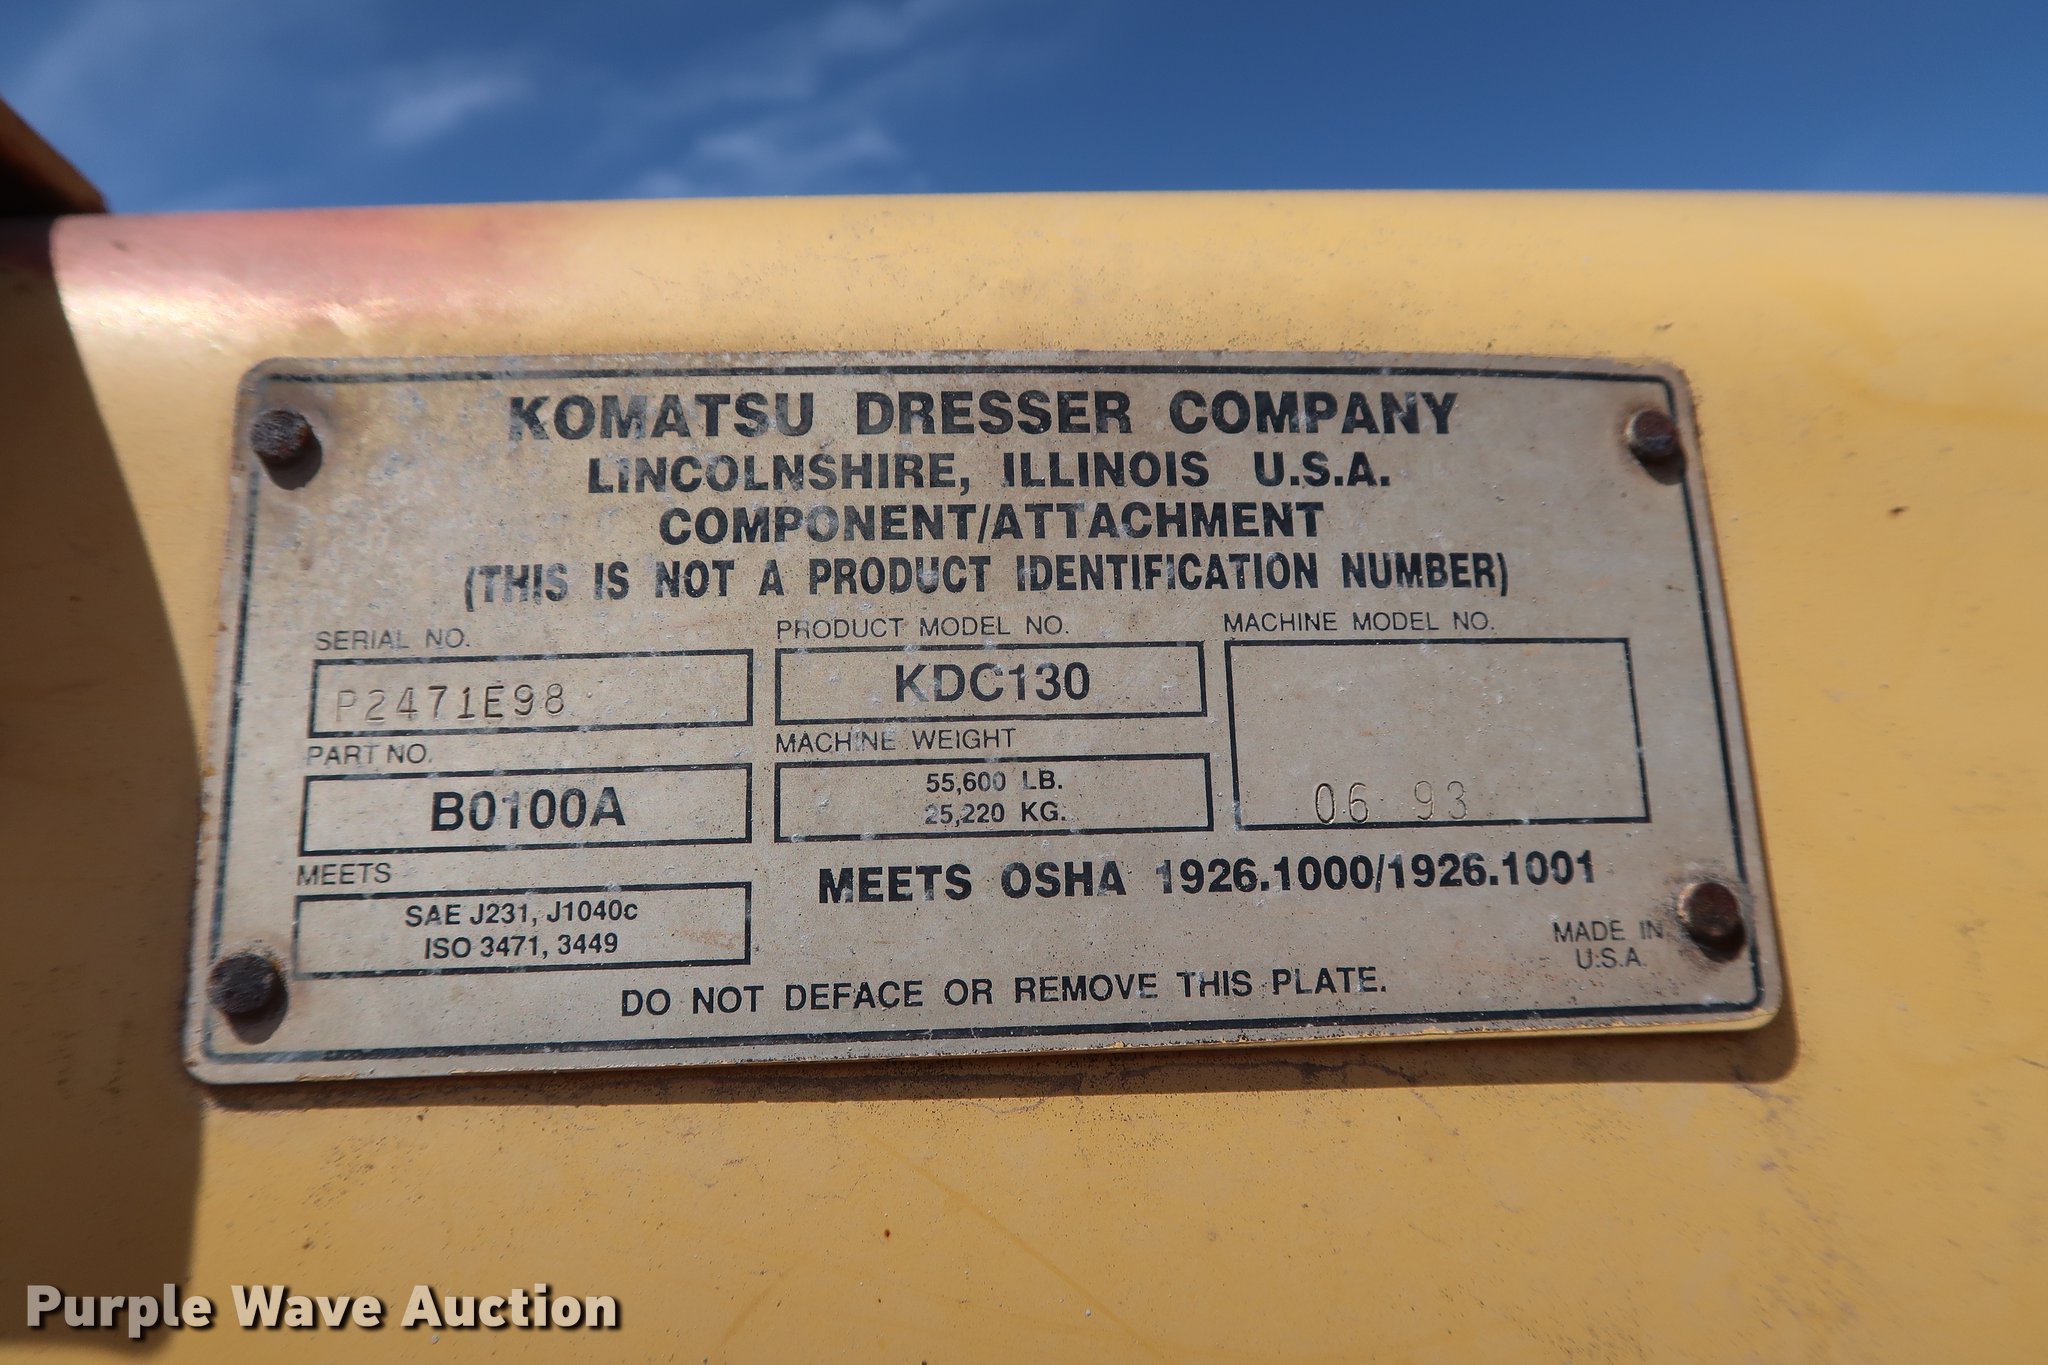 KOMATSU DRESSER COMPANY
LINCOLNSHIRE, ILLINOIS U.S.A.
COMPONENT/ATTACHMENT
(THIS IS NOT A PRODUCT IDENTIFICATION NUMBER)
SERIAL NO.
P2471E98
PRODUCT MODEL NO.
KDC130
MACHINE MODEL NO.
06 93
PART NO.
B0100A
MACHINE WEIGHT
55,600 LB.
25,220 KG.
MEETS
SAE J231, J1040c
ISO 3471, 3449
MEETS OSHA 1926.1000/1926.1001
MADE IN
U.S.A.
DO NOT DEFACE OR REMOVE THIS PLATE.
Purple Wave Auction